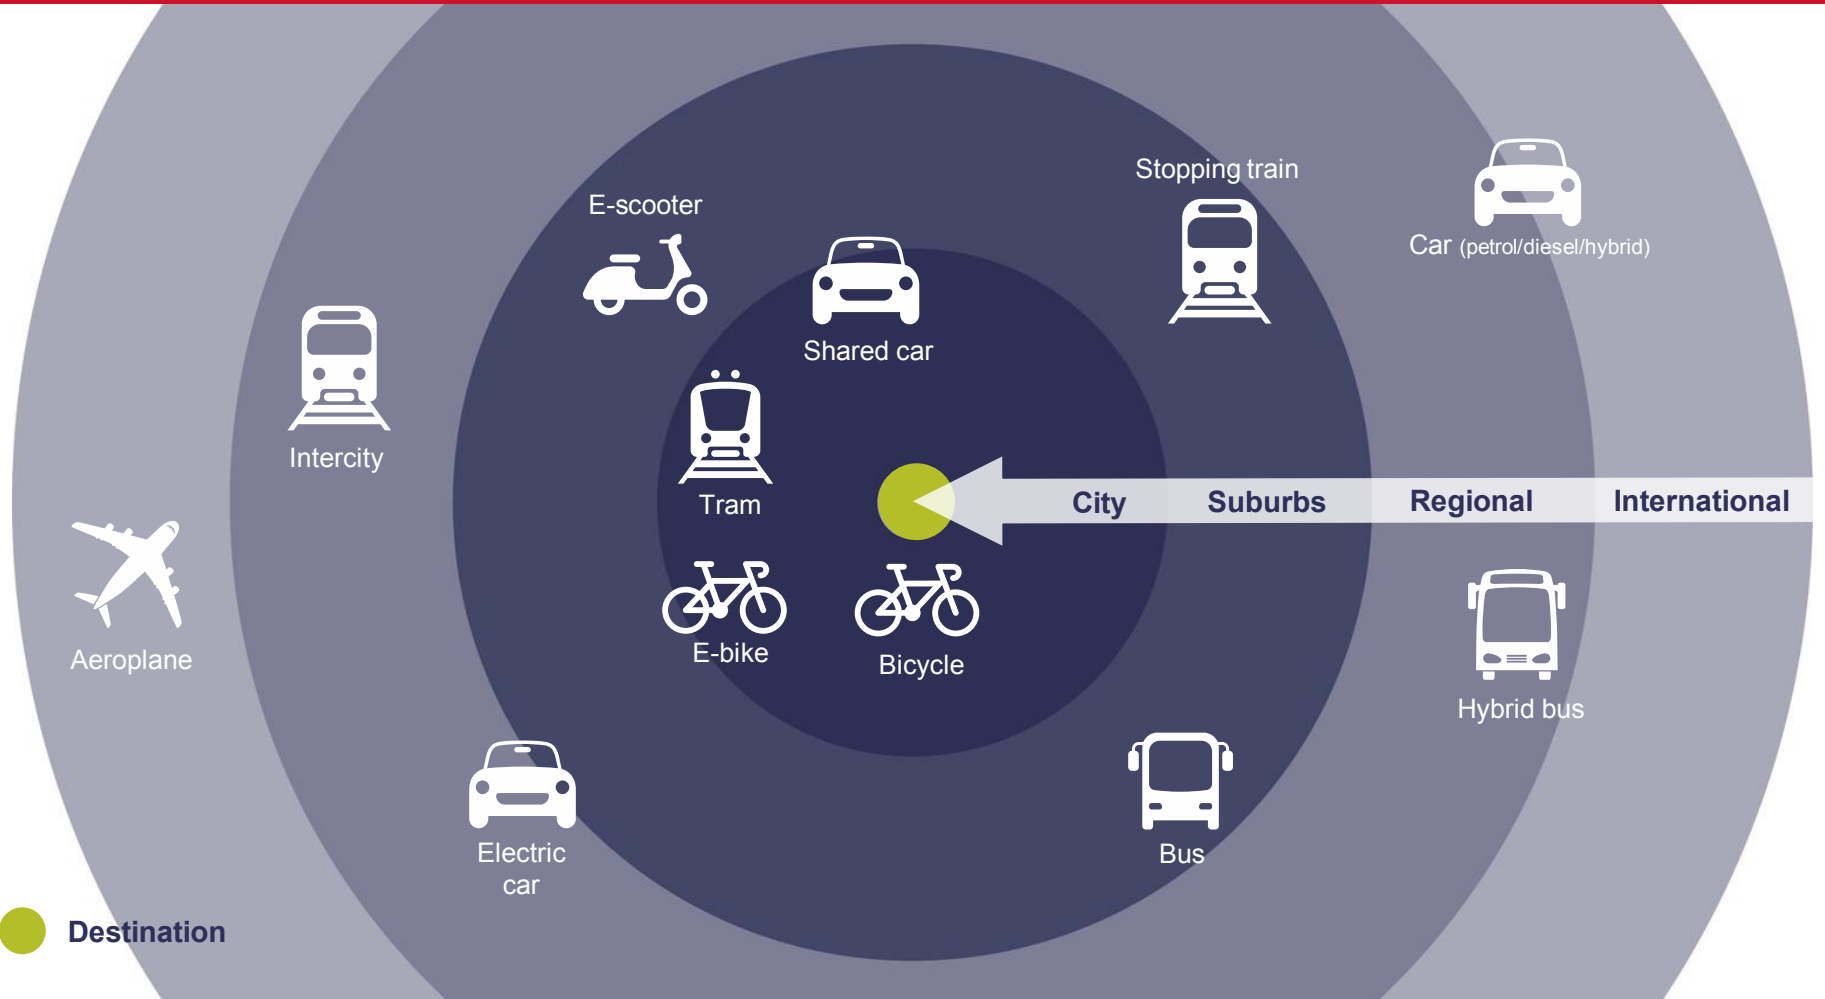 Stopping train
E-scooter
Car (petrol/diesel/hybrid)
Shared car
Intercity
Tram
City
Suburbs
Regional
International
Aeroplane
E-bike
Bicycle
Hybrid bus
Electric
car
Bus
Destination